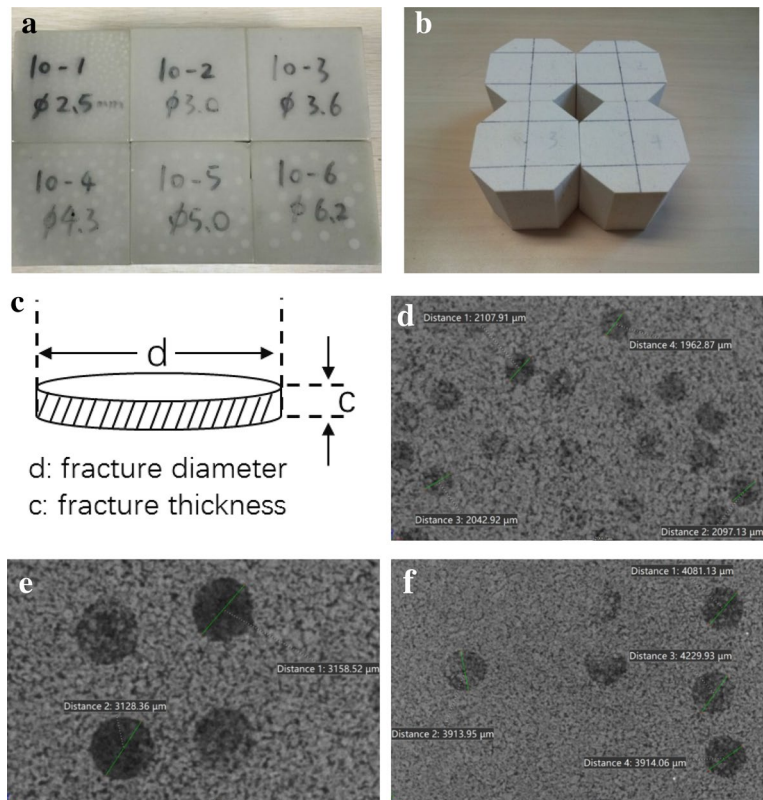 a
10-1
ϕ2.5mm
10-2
ϕ3.0
10-3
ϕ3.6
10-4
ϕ4.3
10-5
ϕ5.0
10-6
ϕ6.2
b
3
4
c
d
C
d: fracture diameter
c: fracture thickness
d
Distance 1: 2107.91 µm
Distance 4: 1962.87 µm
Distance 3: 2042.92 µm
Distance 2: 2097.13 µm
e
Distance 1: 3158.52 µm
Distance 2: 3128.36 µm
f
Distance 1: 4081.13 µm
Distance 3: 4229.93 µm
Distance 2: 3913.95 µm
Distance 4: 3914.06 µm